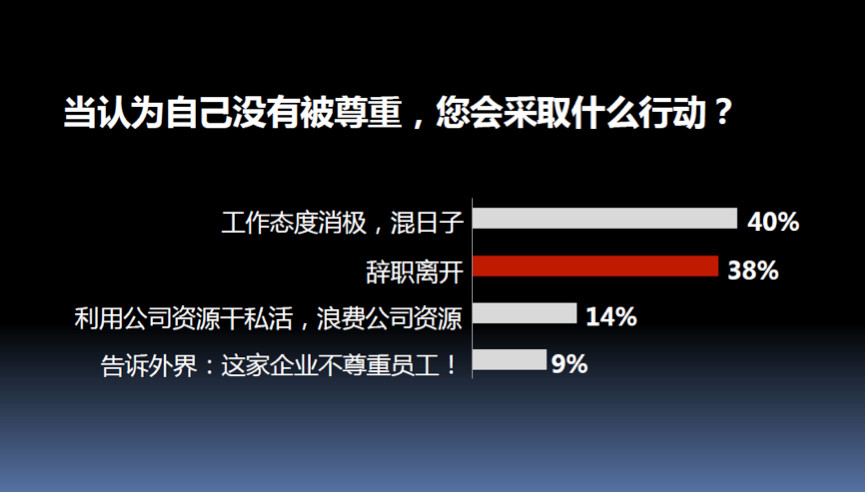 当认为自己没有被尊重，您会采取什么行动？
工作态度消极，混日子 40%
辞职离开 38%
利用公司资源干私活，浪费公司资源 14%
告诉外界：这家企业不尊重员工！ 9%